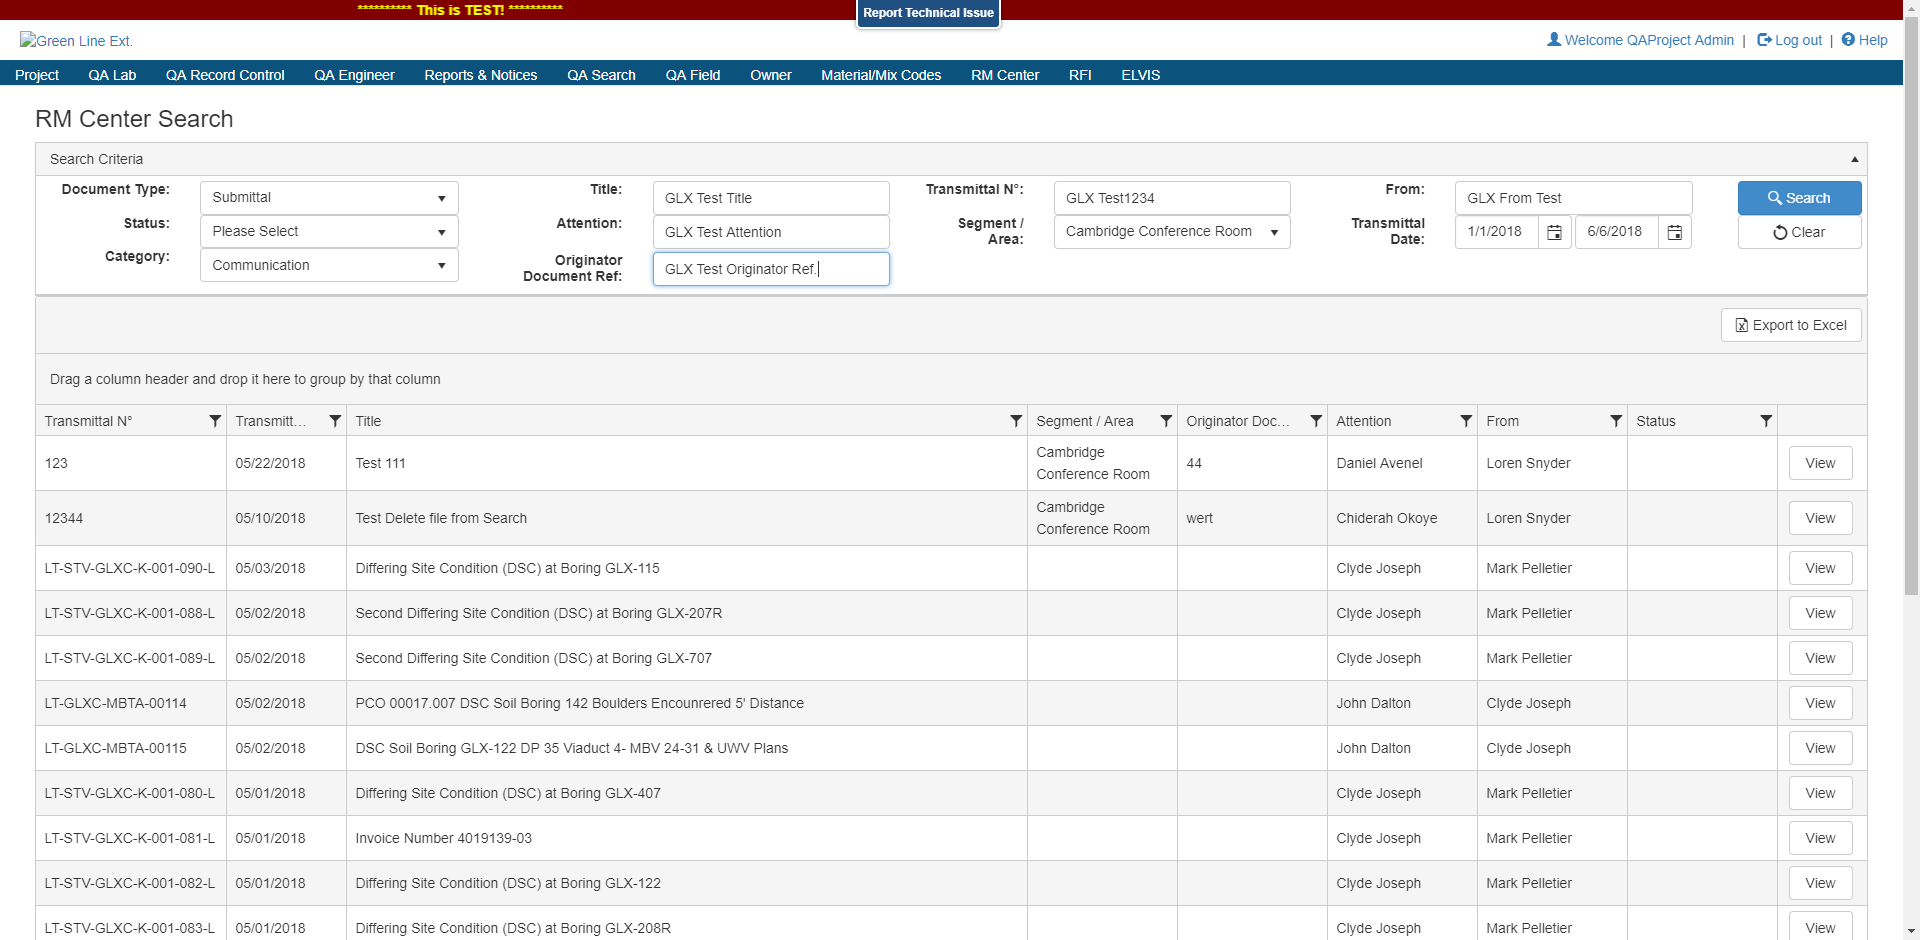 ********** This is TEST! **********
Report Technical Issue
Green Line Ext.
Welcome QAProject Admin | Log out | Help
Project QA Lab QA Record Control QA Engineer Reports & Notices QA Search QA Field Owner Material/Mix Codes RM Center RFI ELVIS
RM Center Search
Search Criteria
Document Type: Submittal Title: GLX Test Title Transmittal N°: GLX Test1234 From: GLX From Test Search
Status: Please Select Attention: GLX Test Attention Segment / Area: Cambridge Conference Room Transmittal Date: 1/1/2018 6/6/2018 Clear
Category: Communication Originator Document Ref: GLX Test Originator Ref.
Export to Excel
Drag a column header and drop it here to group by that column
Transmittal N° Transmitt... Title Segment / Area Originator Doc... Attention From Status
123 05/22/2018 Test 111 Cambridge Conference Room 44 Daniel Avenel Loren Snyder View
12344 05/10/2018 Test Delete file from Search Cambridge Conference Room wert Chiderah Okoye Loren Snyder View
LT-STV-GLXC-K-001-090-L 05/03/2018 Differing Site Condition (DSC) at Boring GLX-115 Clyde Joseph Mark Pelletier View
LT-STV-GLXC-K-001-088-L 05/02/2018 Second Differing Site Condition (DSC) at Boring GLX-207R Clyde Joseph Mark Pelletier View
LT-STV-GLXC-K-001-089-L 05/02/2018 Second Differing Site Condition (DSC) at Boring GLX-707 Clyde Joseph Mark Pelletier View
LT-GLXC-MBTA-00114 05/02/2018 PCO 00017.007 DSC Soil Boring 142 Boulders Encounrered 5' Distance John Dalton Clyde Joseph View
LT-GLXC-MBTA-00115 05/02/2018 DSC Soil Boring GLX-122 DP 35 Viaduct 4- MBV 24-31 & UWV Plans John Dalton Clyde Joseph View
LT-STV-GLXC-K-001-080-L 05/01/2018 Differing Site Condition (DSC) at Boring GLX-407 Clyde Joseph Mark Pelletier View
LT-STV-GLXC-K-001-081-L 05/01/2018 Invoice Number 4019139-03 Clyde Joseph Mark Pelletier View
LT-STV-GLXC-K-001-082-L 05/01/2018 Differing Site Condition (DSC) at Boring GLX-122 Clyde Joseph Mark Pelletier View
LT-STV-GLXC-K-001-083-L 05/01/2018 Differing Site Condition (DSC) at Boring GLX-208R Clyde Joseph Mark Pelletier View